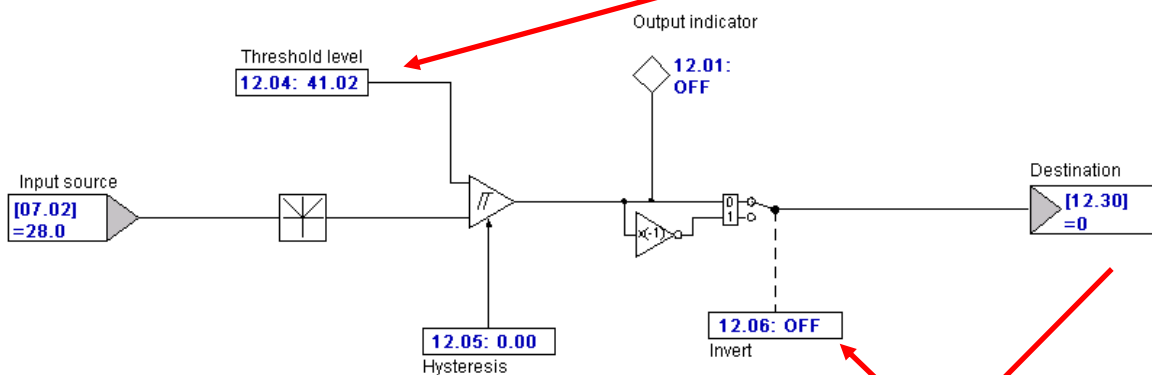 Output indicator
Threshold level
12.04: 41.02
12.01:
OFF
Input source
[07.02]
=28.0
Destination
[12.30]
=0
0
1
x(-1)
12.05: 0.00
Hysteresis
12.06: OFF
Invert